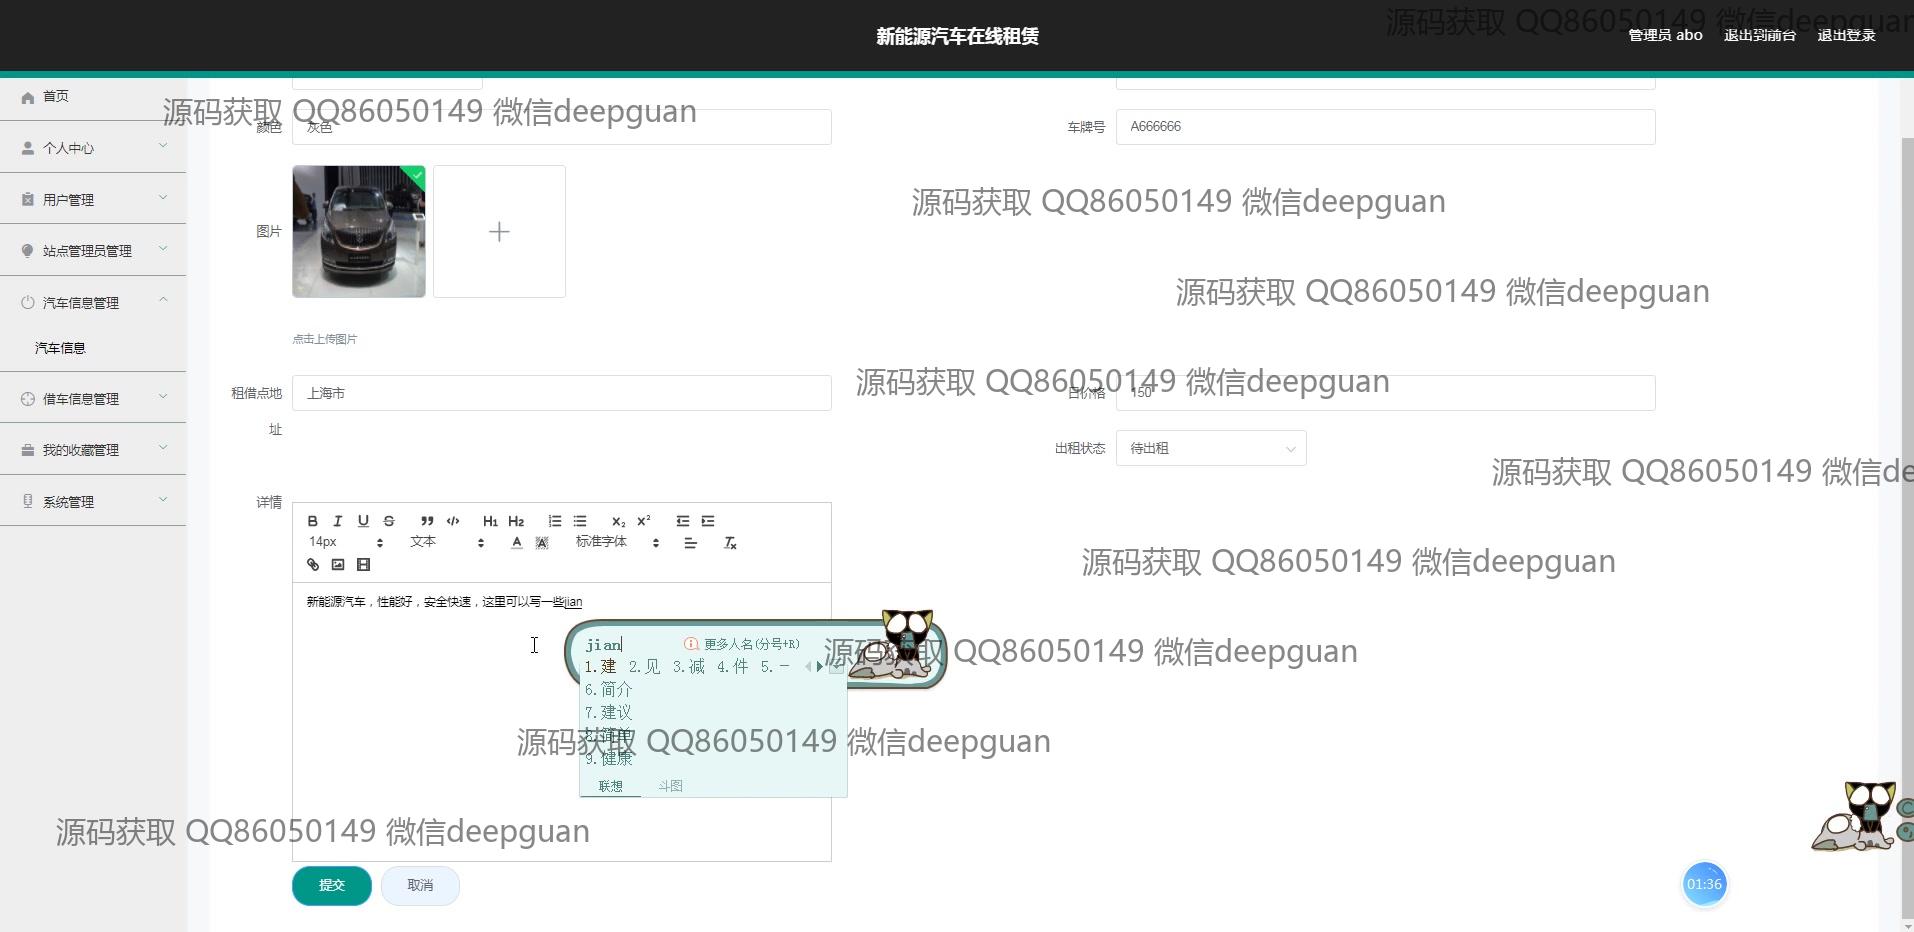 新能源汽车在线租赁
源码获取 QQ86050149 微信deepguan
管理员 abo 退出到前台 退出登录
首页
源码获取 QQ86050149 微信deepguan
颜色 灰色
车牌号 A666666
个人中心
用户管理
源码获取 QQ86050149 微信deepguan
图片
站点管理员管理
源码获取 QQ86050149 微信deepguan
汽车信息管理
点击上传图片
汽车信息
源码获取 QQ86050149 微信deepguan
租借点地址 上海市
日价格 150
借车信息管理
出租状态 待出租
我的收藏管理
源码获取 QQ86050149 微信de
系统管理
详情
B I U S H1 H2 X2 X2
14px 文本 A A 标准字体 Tx
源码获取 QQ86050149 微信deepguan
新能源汽车，性能好，安全快速，这里可以写一些jian
jian 更多人名(分号+R)
源码获取 QQ86050149 微信deepguan
1.建 2.见 3.减 4.件 5.一
6.简介
7.建议
8.简单
源码获取 QQ86050149 微信deepguan
9.健康
联想 斗图
源码获取 QQ86050149 微信deepguan
提交 取消
01:36